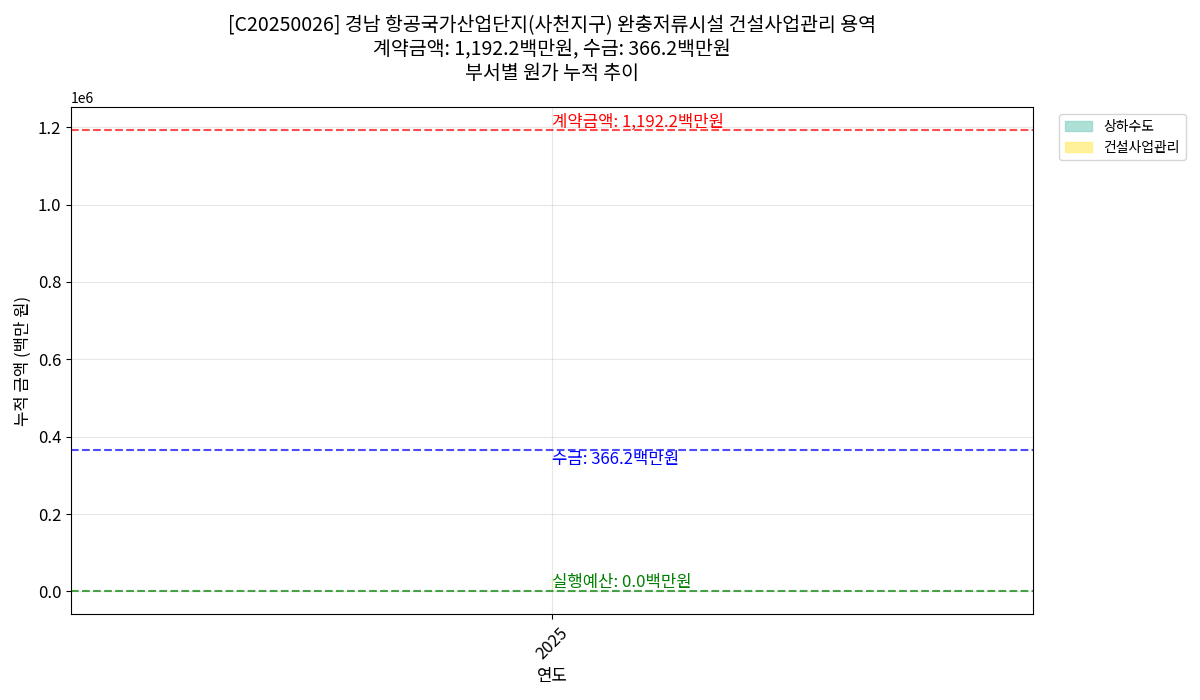 [C20250026] 경남 항공국가산업단지(사천지구) 완충저류시설 건설사업관리 용역
계약금액: 1,192.2백만원, 수금: 366.2백만원
부서별 원가 누적 추이
1e6
1.2
1.0
0.8
0.6
0.4
0.2
0.0
누적 금액 (백만 원)
계약금액: 1,192.2백만원
수금: 366.2백만원
실행예산: 0.0백만원
2025
연도
상하수도
건설사업관리